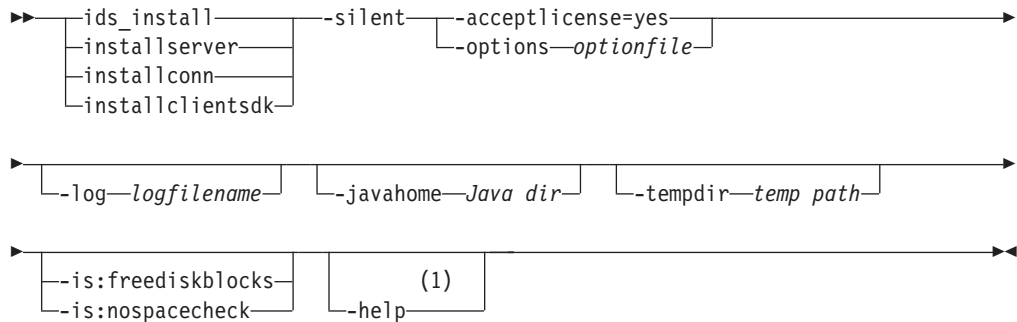 ids_install -silent -acceptlicense=yes
installserver -options optionfile
installconn
installclientsdk
-log logfilename -javahome Java dir -tempdir temp path
-is:freediskblocks (1)
-is:nospacecheck -help